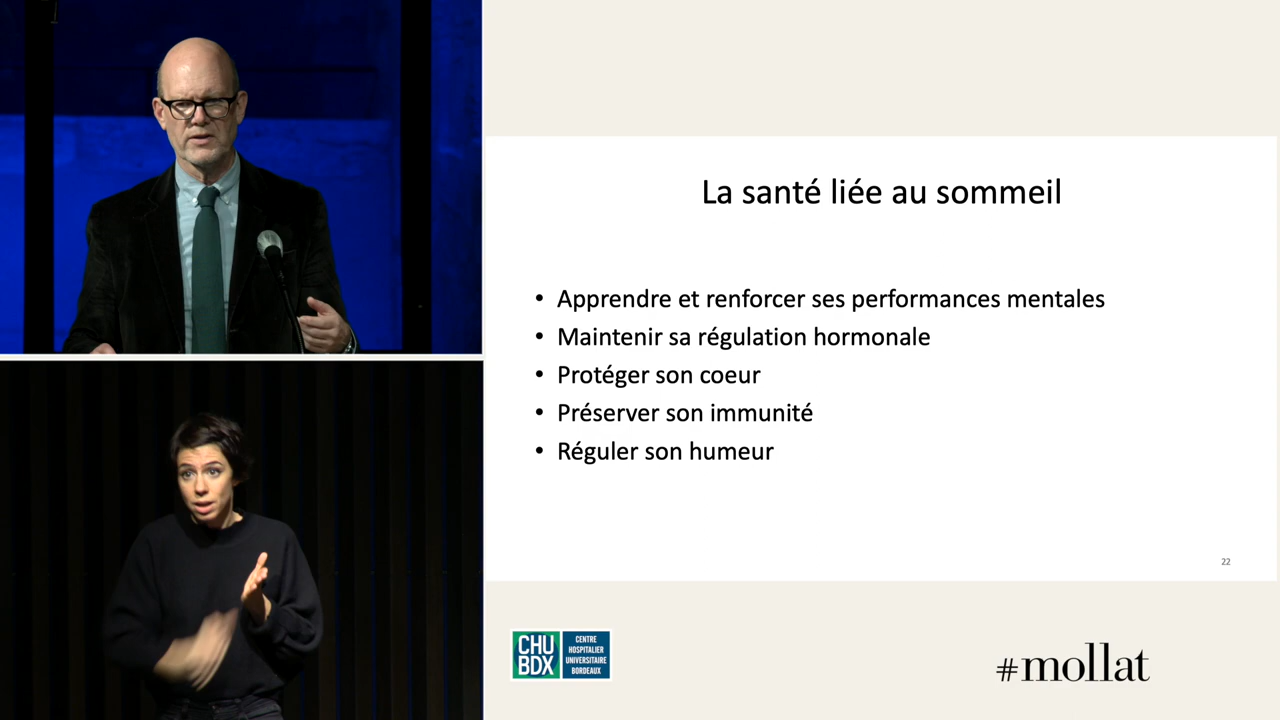 La santé liée au sommeil
• Apprendre et renforcer ses performances mentales
• Maintenir sa régulation hormonale
• Protéger son coeur
• Préserver son immunité
• Réguler son humeur
22
CHU
BDX
CENTRE
HOSPITALIER
UNIVERSITAIRE
BORDEAUX
#mollat